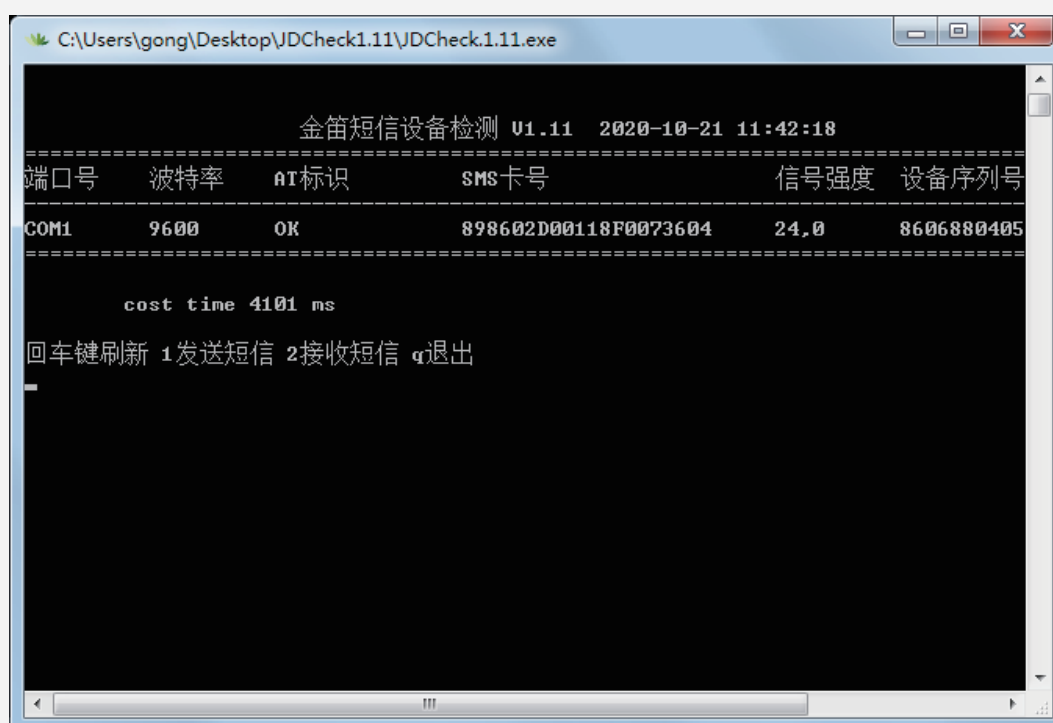 C:\Users\gong\Desktop\JDCheck1.11\JDCheck.1.11.exe
金笛短信设备检测 V1.11 2020-10-21 11:42:18
================================================================================
端口号 波特率 AT标识 SMS卡号 信号强度 设备序列号
--------------------------------------------------------------------------------
COM1 9600 OK 898602D00118F0073604 24,0 8606880405
================================================================================
cost time 4101 ms
回车键刷新 1发送短信 2接收短信 q退出